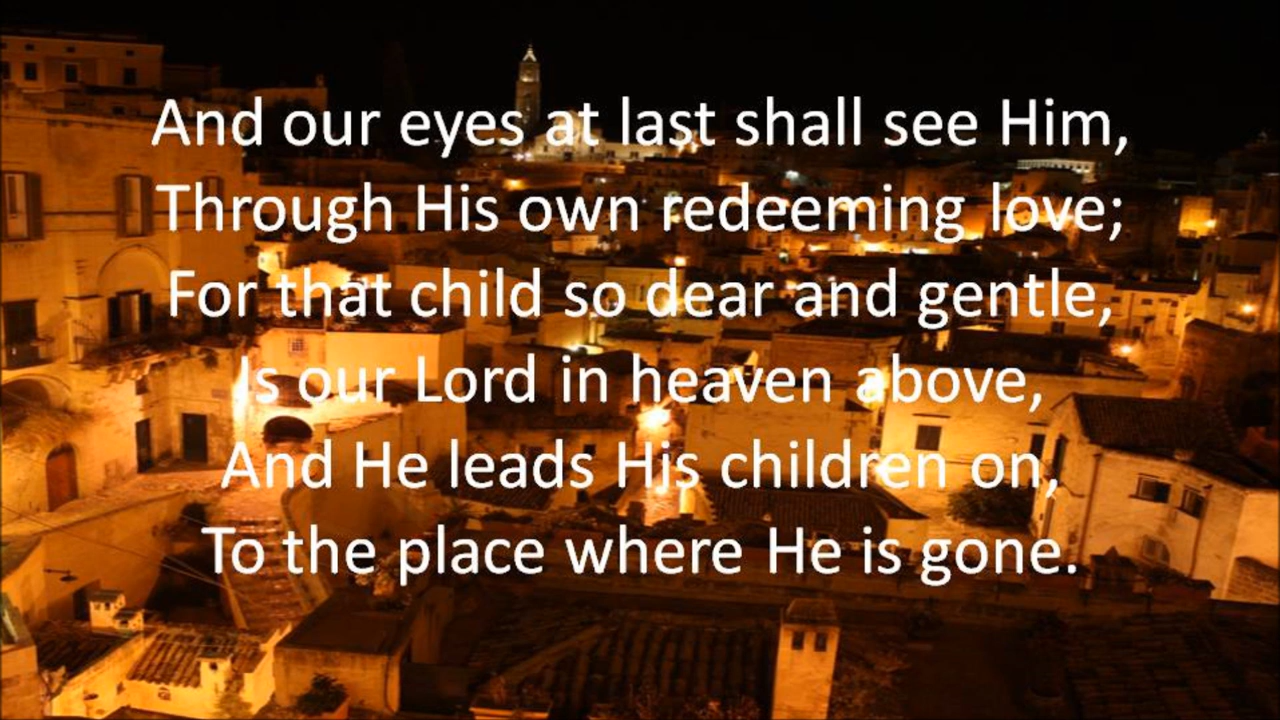 And our eyes at last shall see Him,
Through His own redeeming love;
For that child so dear and gentle,
Is our Lord in heaven above,
And He leads His children on,
To the place where He is gone.